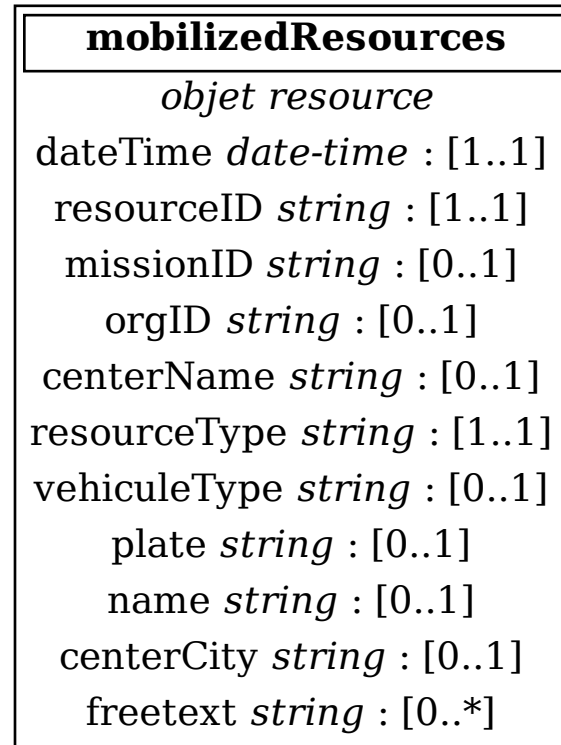 mobilizedResources
objet resource
dateTime date-time : [1..1]
resourceID string : [1..1]
missionID string : [0..1]
orgID string : [0..1]
centerName string : [0..1]
resourceType string : [1..1]
vehiculeType string : [0..1]
plate string : [0..1]
name string : [0..1]
centerCity string : [0..1]
freetext string : [0..*]